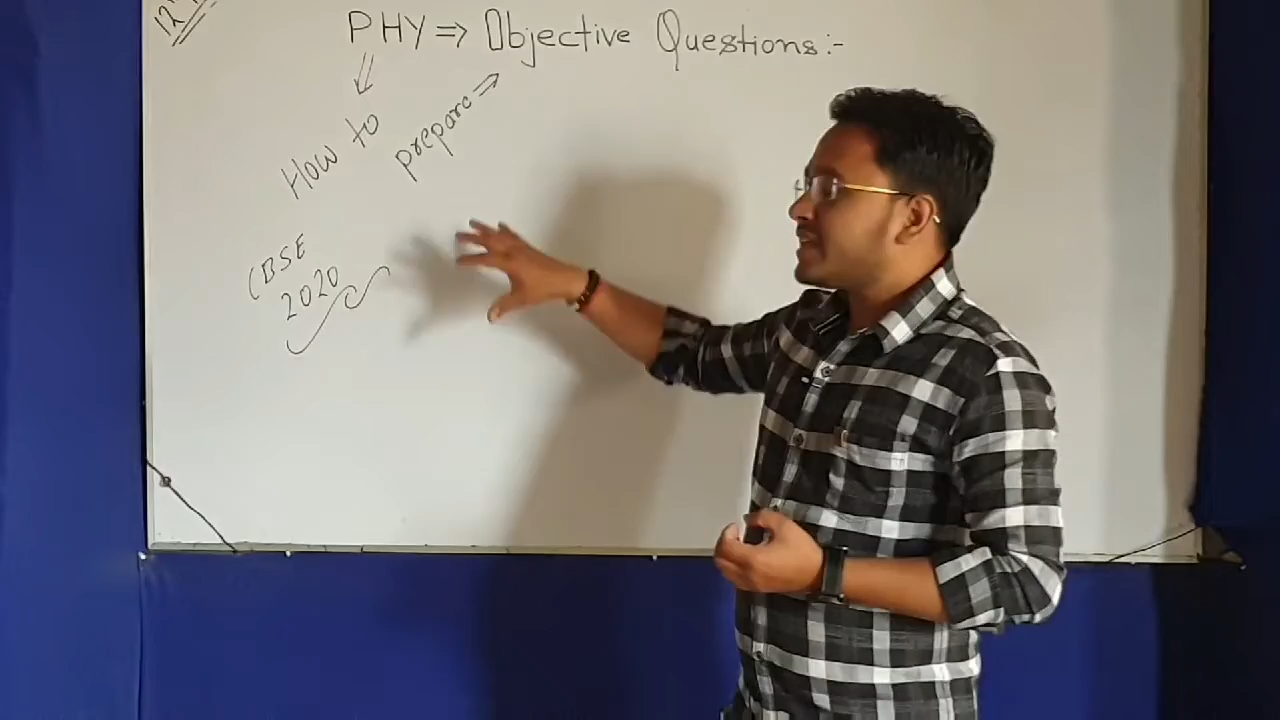 PHY ⇒ Objective Questions:-
How to
prepare ⇒
CBSE
2020